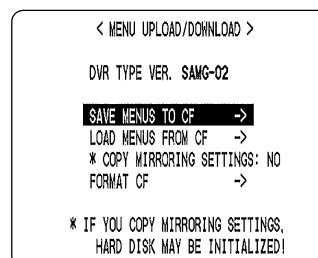 < MENU UPLOAD/DOWNLOAD >
DVR TYPE VER. SAMG-02
SAVE MENUS TO CF ->
LOAD MENUS FROM CF ->
* COPY MIRRORING SETTINGS: NO
FORMAT CF ->
* IF YOU COPY MIRRORING SETTINGS,
HARD DISK MAY BE INITIALIZED!